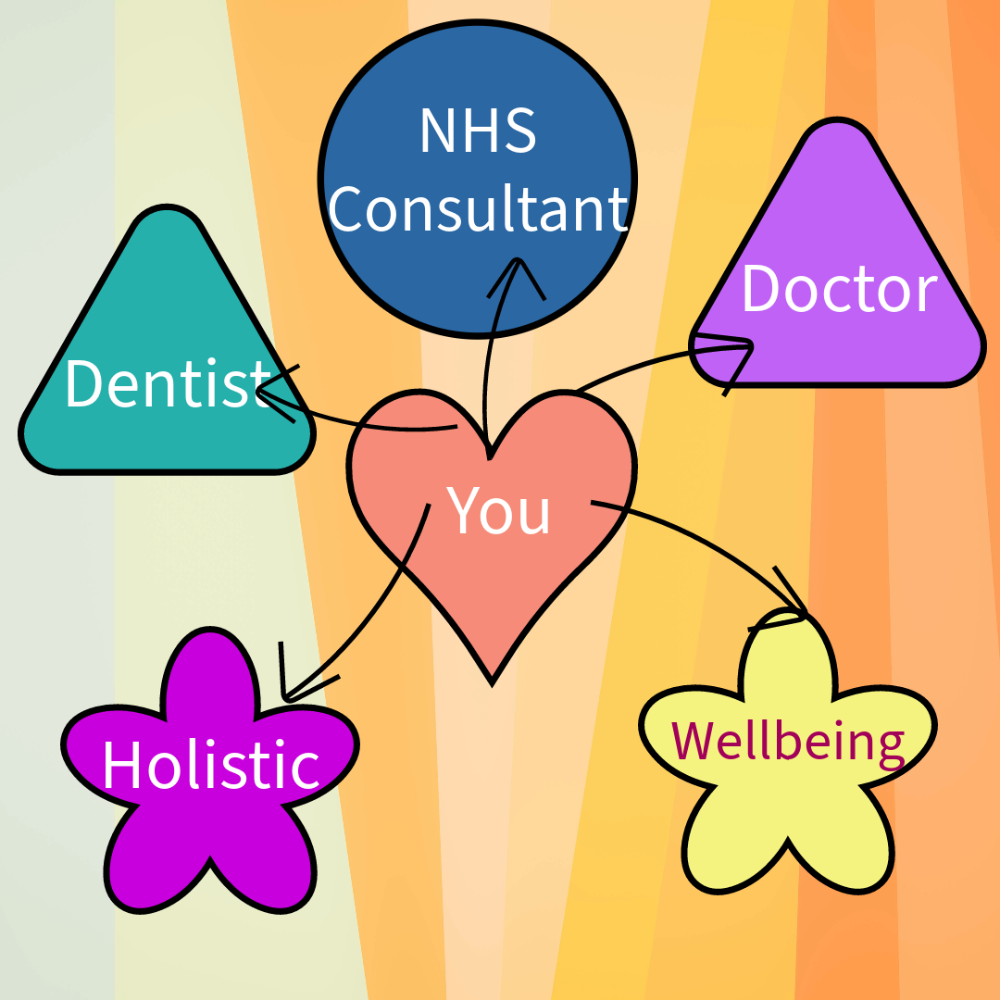 NHS
Consultant
Doctor
Dentist
You
Wellbeing
Holistic